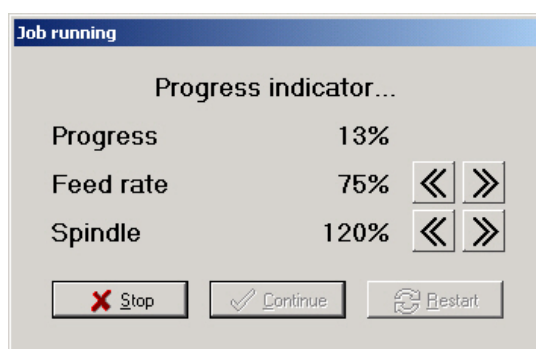 Job running
Progress indicator...
Progress 13%
Feed rate 75%
Spindle 120%
Stop Continue Restart